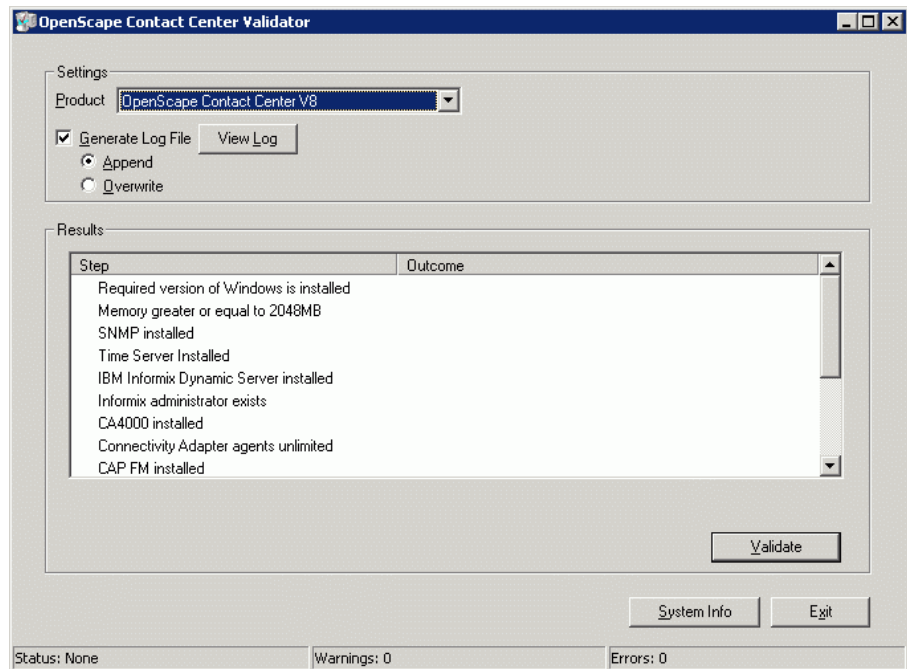 OpenScape Contact Center Validator
Settings
Product OpenScape Contact Center V8
Generate Log File View Log
Append
Overwrite
Results
Step Outcome
Required version of Windows is installed
Memory greater or equal to 2048MB
SNMP installed
Time Server Installed
IBM Informix Dynamic Server installed
Informix administrator exists
CA4000 installed
Connectivity Adapter agents unlimited
CAP FM installed
Validate
System Info Exit
Status: None Warnings: 0 Errors: 0